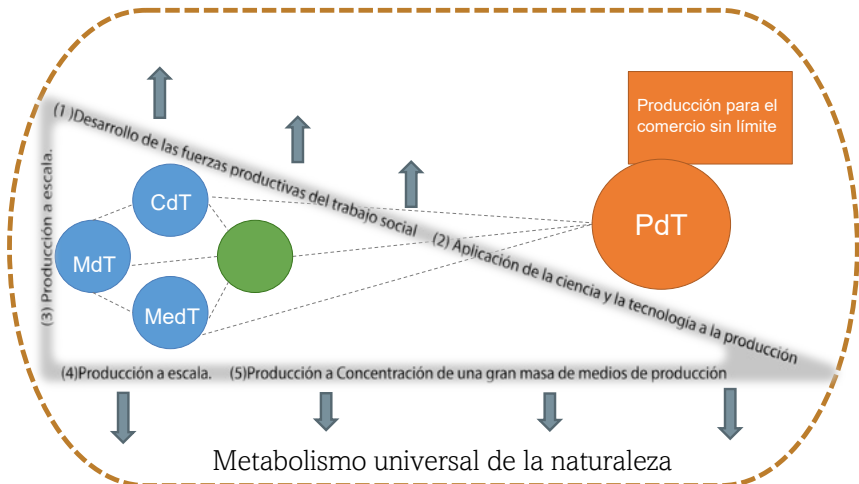 (1 )Desarrollo de las fuerzas productivas del trabajo social
(2) Aplicación de la ciencia y la tecnología a la producción
Producción para el
comercio sin límite
PdT
CdT
MdT
MedT
(3) Producción a escala.
(4)Producción a escala.
(5)Producción a Concentración de una gran masa de medios de producción
Metabolismo universal de la naturaleza